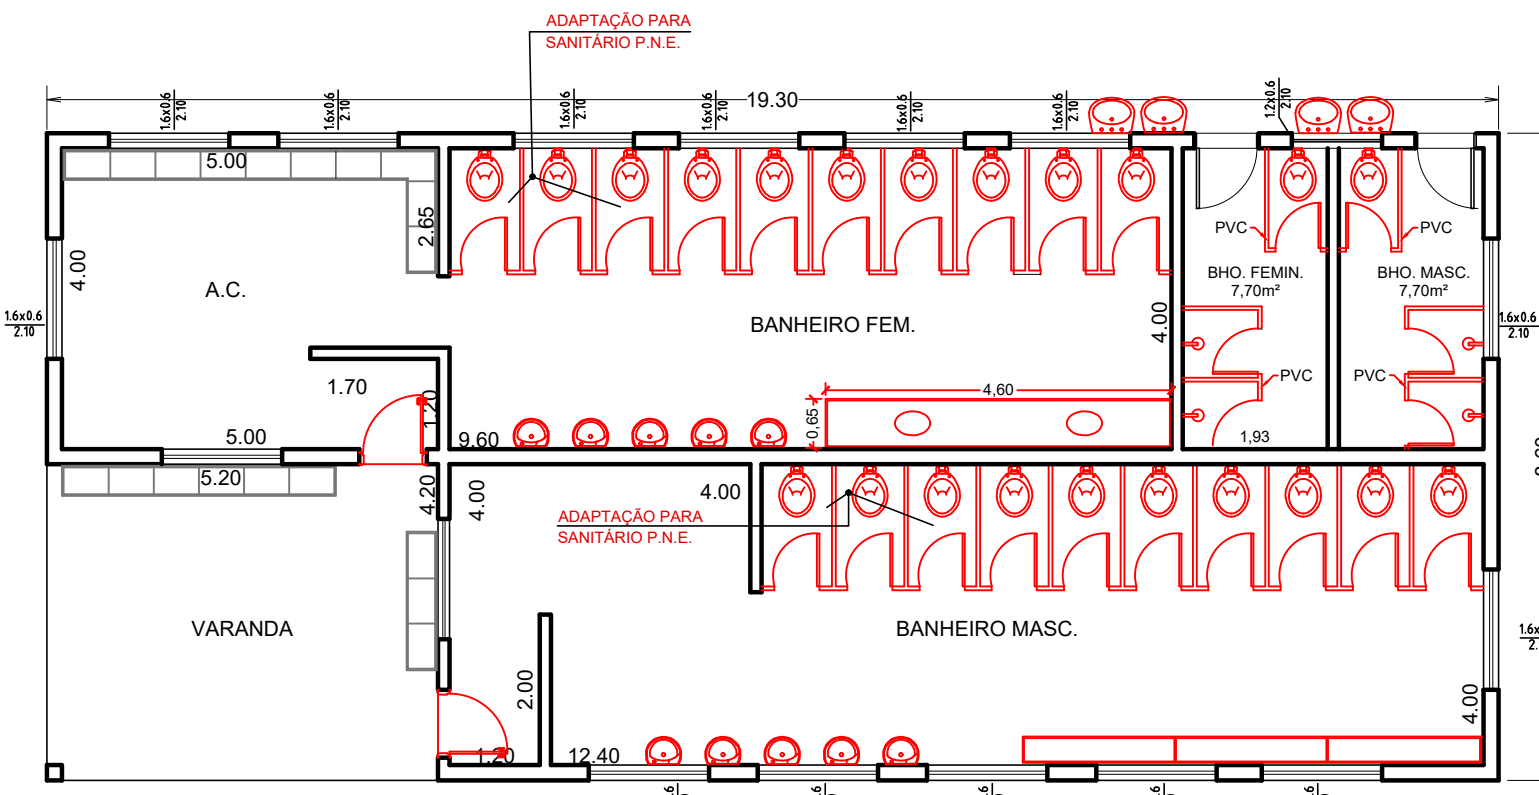 ADAPTAÇÃO PARA
SANITÁRIO P.N.E.
19.30
1.6x0.6
2.10
1.6x0.6
2.10
1.6x0.6
2.10
1.6x0.6
2.10
1.6x0.6
2.10
1.6x0.6
2.10
1.2x0.6
2.10
5.00
2.65
4.00
A.C.
1.6x0.6
2.10
BANHEIRO FEM.
4.00
PVC
PVC
BHO. FEMIN.
7,70m²
BHO. MASC.
7,70m²
1.6x0.6
2.10
1.70
1.20
4,60
0,65
PVC
PVC
5.00
9.60
1,93
5.20
4.20
4.00
4.00
ADAPTAÇÃO PARA
SANITÁRIO P.N.E.
VARANDA
BANHEIRO MASC.
2.00
4.00
1.20
12.40